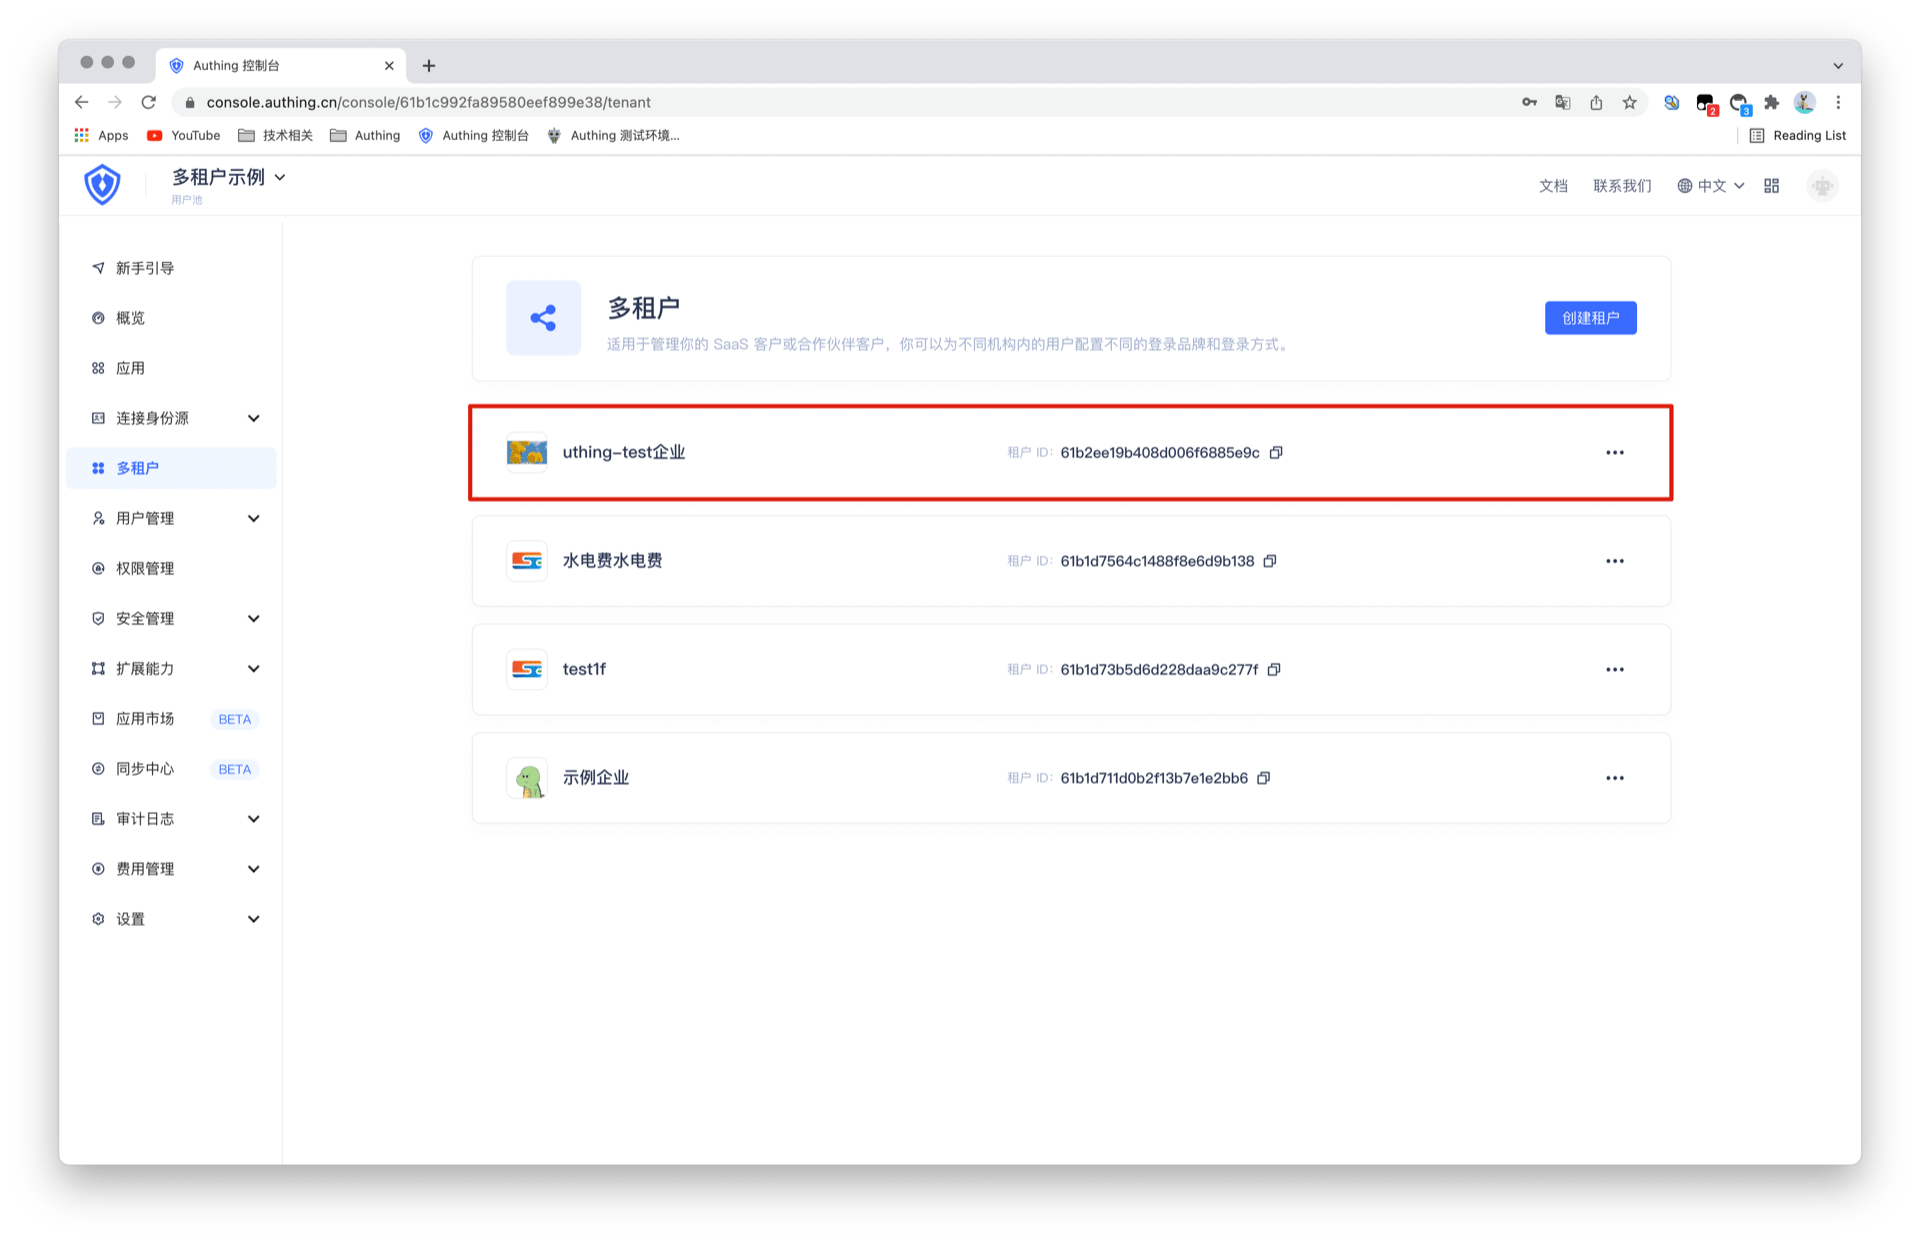 Authing 控制台
console.authing.cn/console/61b1c992fa89580eef899e38/tenant
2
3
Apps
YouTube
技术相关
Authing
Authing 控制台
Authing 测试环境...
Reading List
多租户示例
用户池
文档
联系我们
中文
新手引导
概览
应用
连接身份源
多租户
用户管理
权限管理
安全管理
扩展能力
应用市场 BETA
同步中心 BETA
审计日志
费用管理
设置
多租户
适用于管理你的 SaaS 客户或合作伙伴客户，你可以为不同机构内的用户配置不同的登录品牌和登录方式。
创建租户
uthing-test企业 租户 ID: 61b2ee19b408d006f6885e9c
水电费水电费 租户 ID: 61b1d7564c1488f8e6d9b138
test1f 租户 ID: 61b1d73b5d6d228daa9c277f
示例企业 租户 ID: 61b1d711d0b2f13b7e1e2bb6